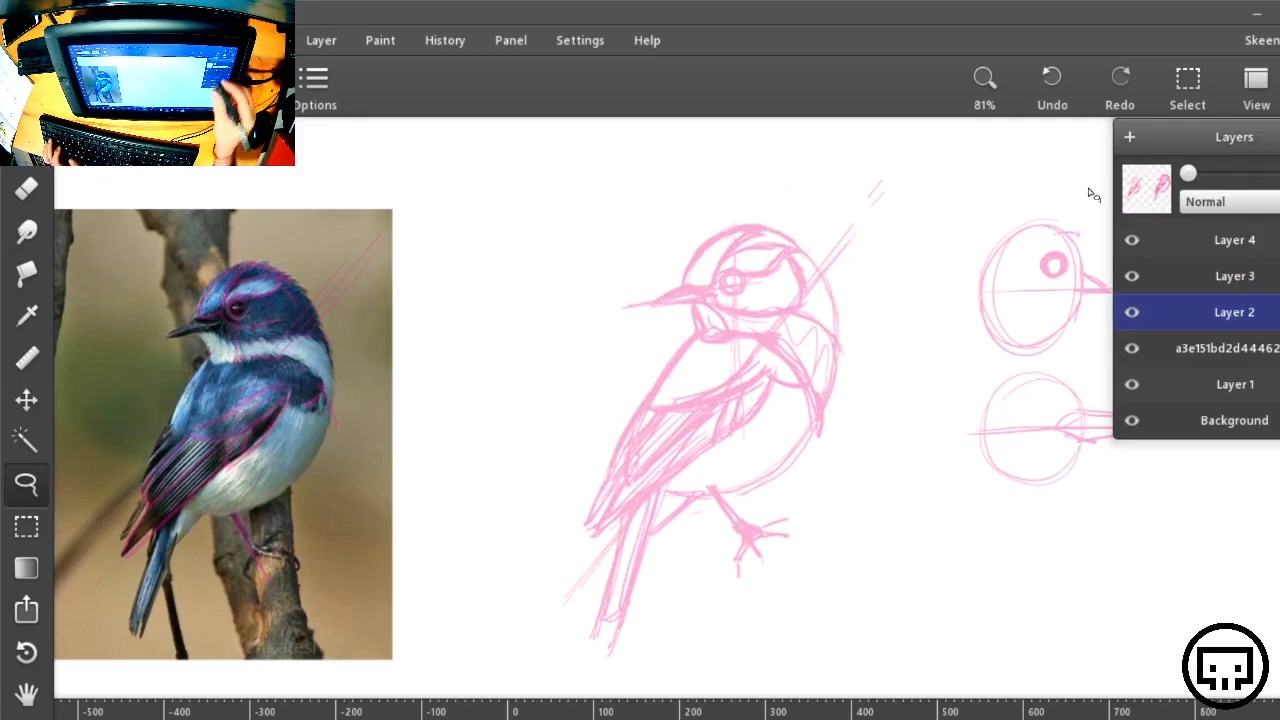 Layer Paint History Panel Settings Help Skeen
Options 81% Undo Redo Select View
+ Layers
Normal
Layer 4
Layer 3
Layer 2
a3e151bd2d44462
Layer 1
Background
-500 -400 -300 -200 -100 0 100 200 300 400 500 600 700 800